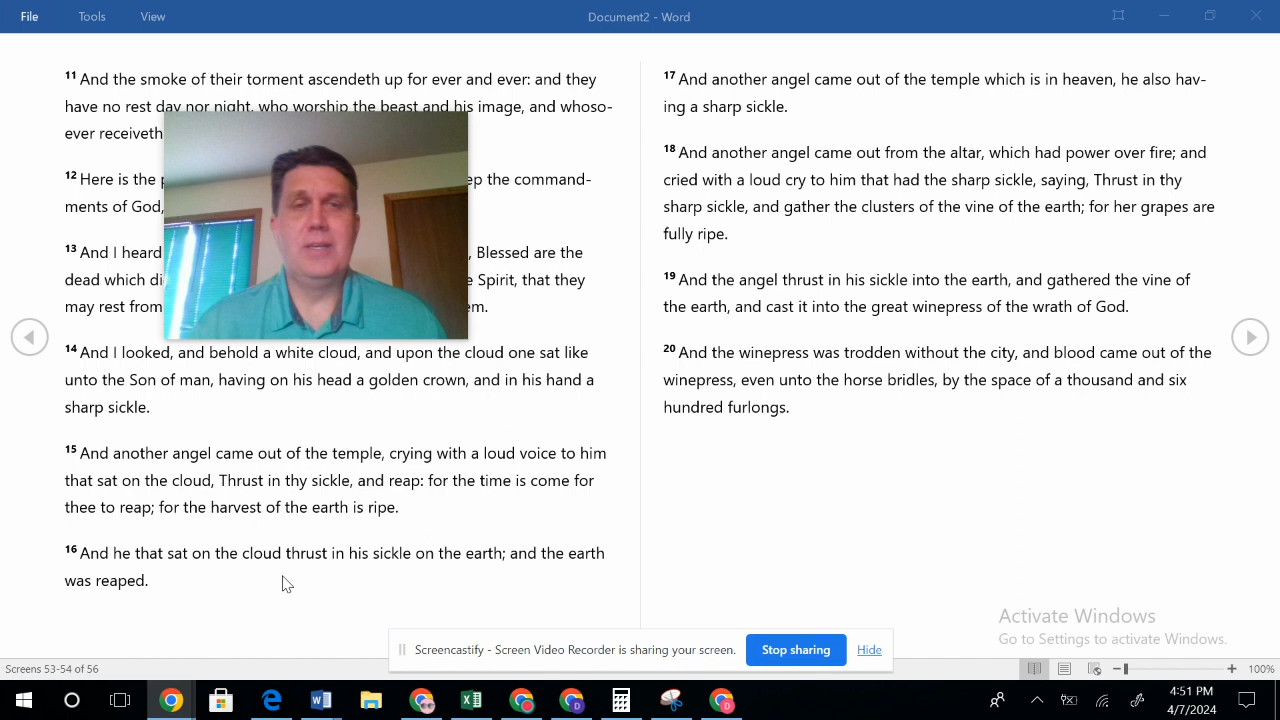 File Tools View Document2 - Word
11 And the smoke of their torment ascendeth up for ever and ever: and they
have no rest day nor night, who worship the beast and his image, and whoso-
ever receiveth
12 Here is the p ep the command-
ments of God,
13 And I heard , Blessed are the
dead which di e Spirit, that they
may rest from em.
14 And I looked, and behold a white cloud, and upon the cloud one sat like
unto the Son of man, having on his head a golden crown, and in his hand a
sharp sickle.
15 And another angel came out of the temple, crying with a loud voice to him
that sat on the cloud, Thrust in thy sickle, and reap: for the time is come for
thee to reap; for the harvest of the earth is ripe.
16 And he that sat on the cloud thrust in his sickle on the earth; and the earth
was reaped.
17 And another angel came out of the temple which is in heaven, he also hav-
ing a sharp sickle.
18 And another angel came out from the altar, which had power over fire; and
cried with a loud cry to him that had the sharp sickle, saying, Thrust in thy
sharp sickle, and gather the clusters of the vine of the earth; for her grapes are
fully ripe.
19 And the angel thrust in his sickle into the earth, and gathered the vine of
the earth, and cast it into the great winepress of the wrath of God.
20 And the winepress was trodden without the city, and blood came out of the
winepress, even unto the horse bridles, by the space of a thousand and six
hundred furlongs.
Activate Windows
Go to Settings to activate Windows.
Screencastify - Screen Video Recorder is sharing your screen. Stop sharing Hide
Screens 53-54 of 56
100%
4:51 PM
4/7/2024